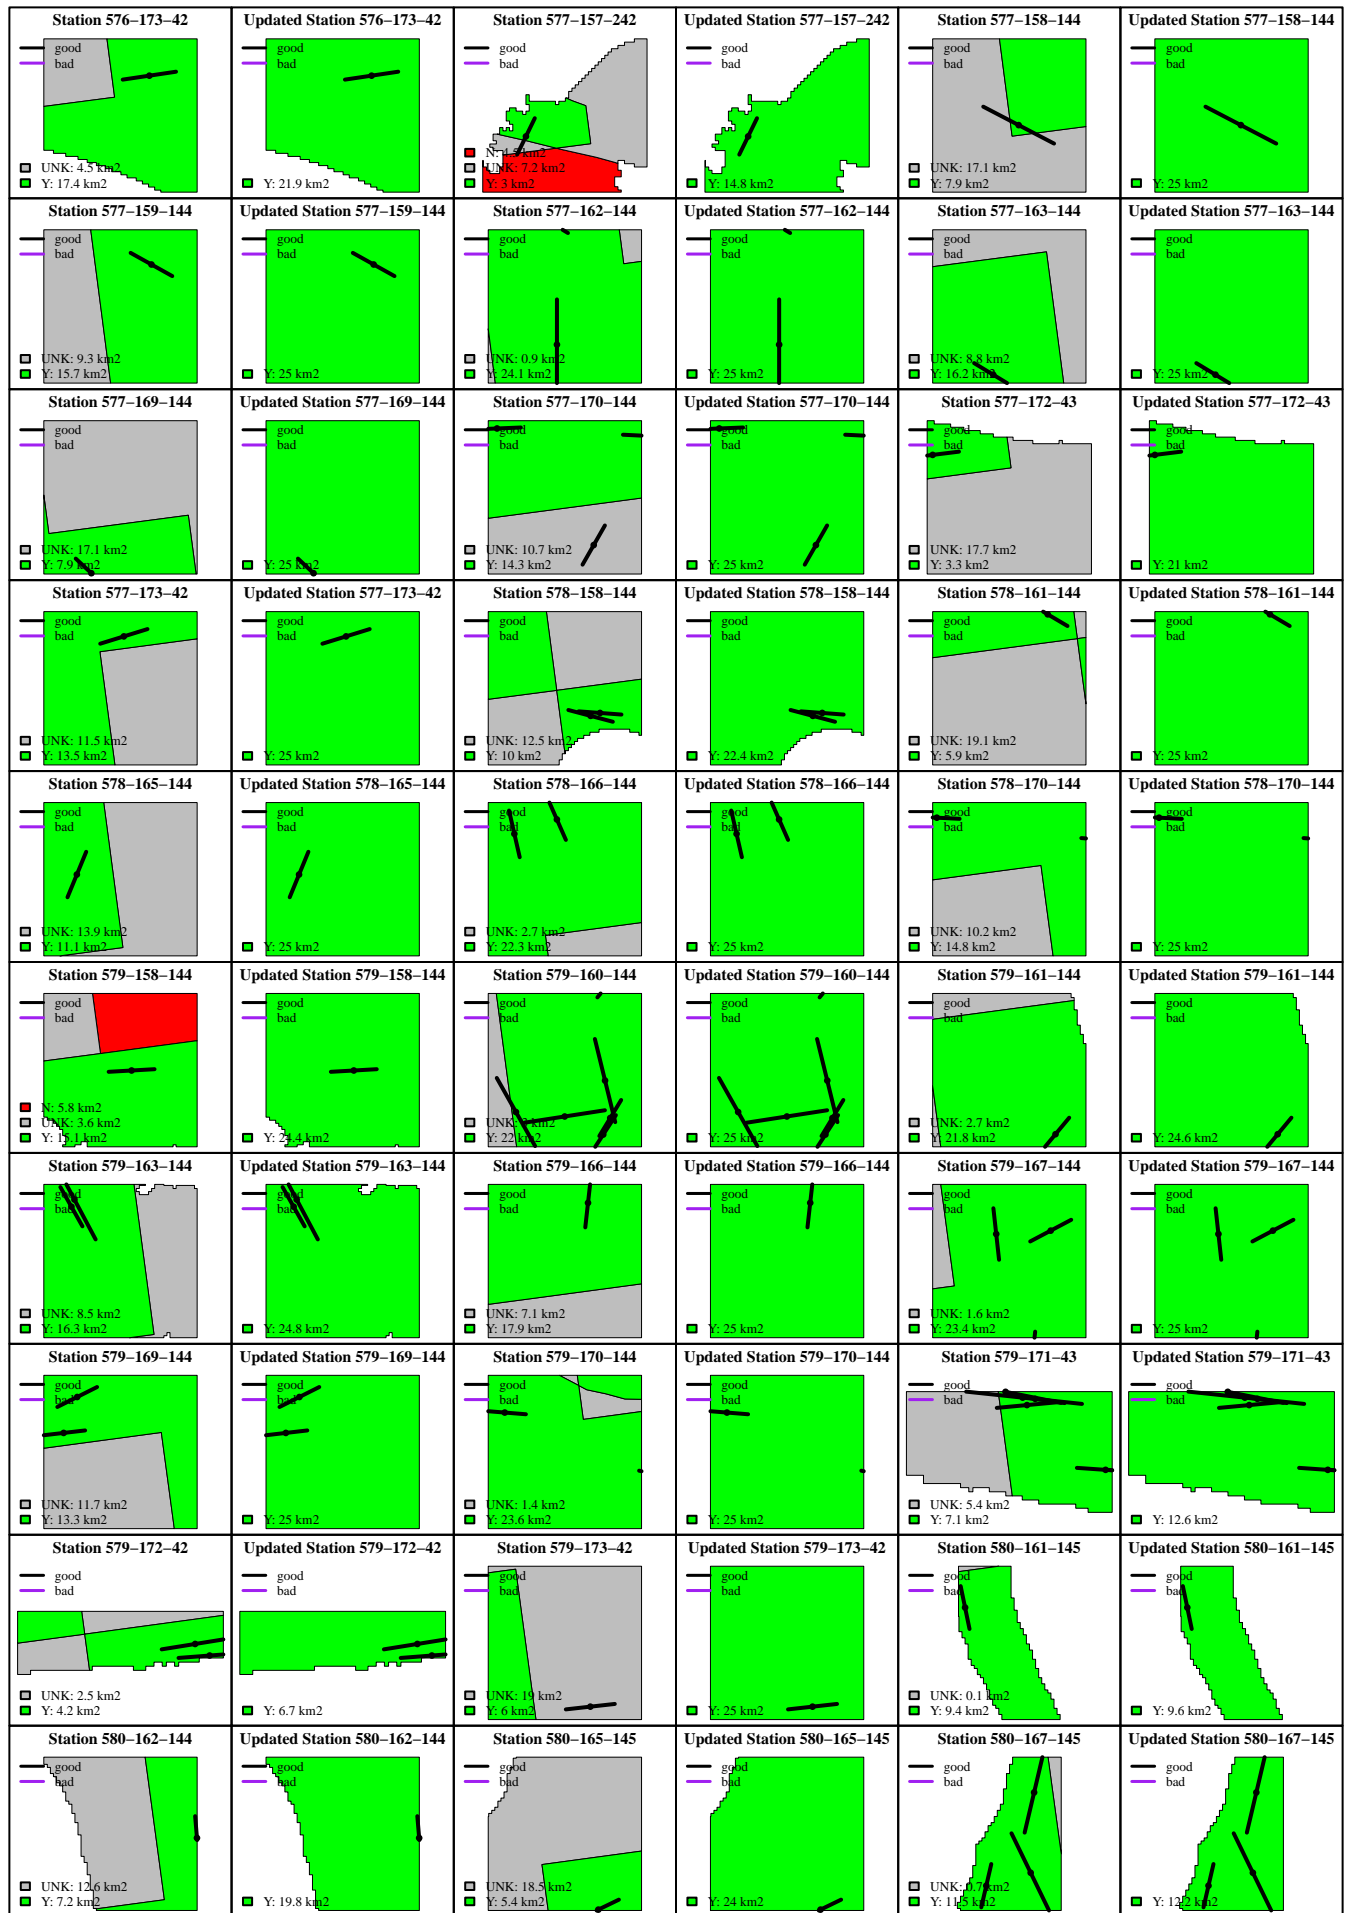 Station 576−173−42
good
bad
UNK: 4.5 km2
Y: 17.4 km2
Updated Station 576−173−42
good
bad
Y: 21.9 km2
Station 577−157−242
good
bad
N: 4.5 km2
UNK: 7.2 km2
Y: 3 km2
Updated Station 577−157−242
good
bad
Y: 14.8 km2
Station 577−158−144
good
bad
UNK: 17.1 km2
Y: 7.9 km2
Updated Station 577−158−144
good
bad
Y: 25 km2
Station 577−159−144
good
bad
UNK: 9.3 km2
Y: 15.7 km2
Updated Station 577−159−144
good
bad
Y: 25 km2
Station 577−162−144
good
bad
UNK: 0.9 km2
Y: 24.1 km2
Updated Station 577−162−144
good
bad
Y: 25 km2
Station 577−163−144
good
bad
UNK: 8.8 km2
Y: 16.2 km2
Updated Station 577−163−144
good
bad
Y: 25 km2
Station 577−169−144
good
bad
UNK: 17.1 km2
Y: 7.9 km2
Updated Station 577−169−144
good
bad
Y: 25 km2
Station 577−170−144
good
bad
UNK: 10.7 km2
Y: 14.3 km2
Updated Station 577−170−144
good
bad
Y: 25 km2
Station 577−172−43
good
bad
UNK: 17.7 km2
Y: 3.3 km2
Updated Station 577−172−43
good
bad
Y: 21 km2
Station 577−173−42
good
bad
UNK: 11.5 km2
Y: 13.5 km2
Updated Station 577−173−42
good
bad
Y: 25 km2
Station 578−158−144
good
bad
UNK: 12.5 km2
Y: 10 km2
Updated Station 578−158−144
good
bad
Y: 22.4 km2
Station 578−161−144
good
bad
UNK: 19.1 km2
Y: 5.9 km2
Updated Station 578−161−144
good
bad
Y: 25 km2
Station 578−165−144
good
bad
UNK: 13.9 km2
Y: 11.1 km2
Updated Station 578−165−144
good
bad
Y: 25 km2
Station 578−166−144
good
bad
UNK: 2.7 km2
Y: 22.3 km2
Updated Station 578−166−144
good
bad
Y: 25 km2
Station 578−170−144
good
bad
UNK: 10.2 km2
Y: 14.8 km2
Updated Station 578−170−144
good
bad
Y: 25 km2
Station 579−158−144
good
bad
N: 5.8 km2
UNK: 3.6 km2
Y: 15.1 km2
Updated Station 579−158−144
good
bad
Y: 24.4 km2
Station 579−160−144
good
bad
UNK: 3 km2
Y: 22 km2
Updated Station 579−160−144
good
bad
Y: 25 km2
Station 579−161−144
good
bad
UNK: 2.7 km2
Y: 21.8 km2
Updated Station 579−161−144
good
bad
Y: 24.6 km2
Station 579−163−144
good
bad
UNK: 8.5 km2
Y: 16.3 km2
Updated Station 579−163−144
good
bad
Y: 24.8 km2
Station 579−166−144
good
bad
UNK: 7.1 km2
Y: 17.9 km2
Updated Station 579−166−144
good
bad
Y: 25 km2
Station 579−167−144
good
bad
UNK: 1.6 km2
Y: 23.4 km2
Updated Station 579−167−144
good
bad
Y: 25 km2
Station 579−169−144
good
bad
UNK: 11.7 km2
Y: 13.3 km2
Updated Station 579−169−144
good
bad
Y: 25 km2
Station 579−170−144
good
bad
UNK: 1.4 km2
Y: 23.6 km2
Updated Station 579−170−144
good
bad
Y: 25 km2
Station 579−171−43
good
bad
UNK: 5.4 km2
Y: 7.1 km2
Updated Station 579−171−43
good
bad
Y: 12.6 km2
Station 579−172−42
good
bad
UNK: 2.5 km2
Y: 4.2 km2
Updated Station 579−172−42
good
bad
Y: 6.7 km2
Station 579−173−42
good
bad
UNK: 19 km2
Y: 6 km2
Updated Station 579−173−42
good
bad
Y: 25 km2
Station 580−161−145
good
bad
UNK: 0.1 km2
Y: 9.4 km2
Updated Station 580−161−145
good
bad
Y: 9.6 km2
Station 580−162−144
good
bad
UNK: 12.6 km2
Y: 7.2 km2
Updated Station 580−162−144
good
bad
Y: 19.8 km2
Station 580−165−145
good
bad
UNK: 18.5 km2
Y: 5.4 km2
Updated Station 580−165−145
good
bad
Y: 24 km2
Station 580−167−145
good
bad
UNK: 0.7 km2
Y: 11.5 km2
Updated Station 580−167−145
good
bad
Y: 12.2 km2